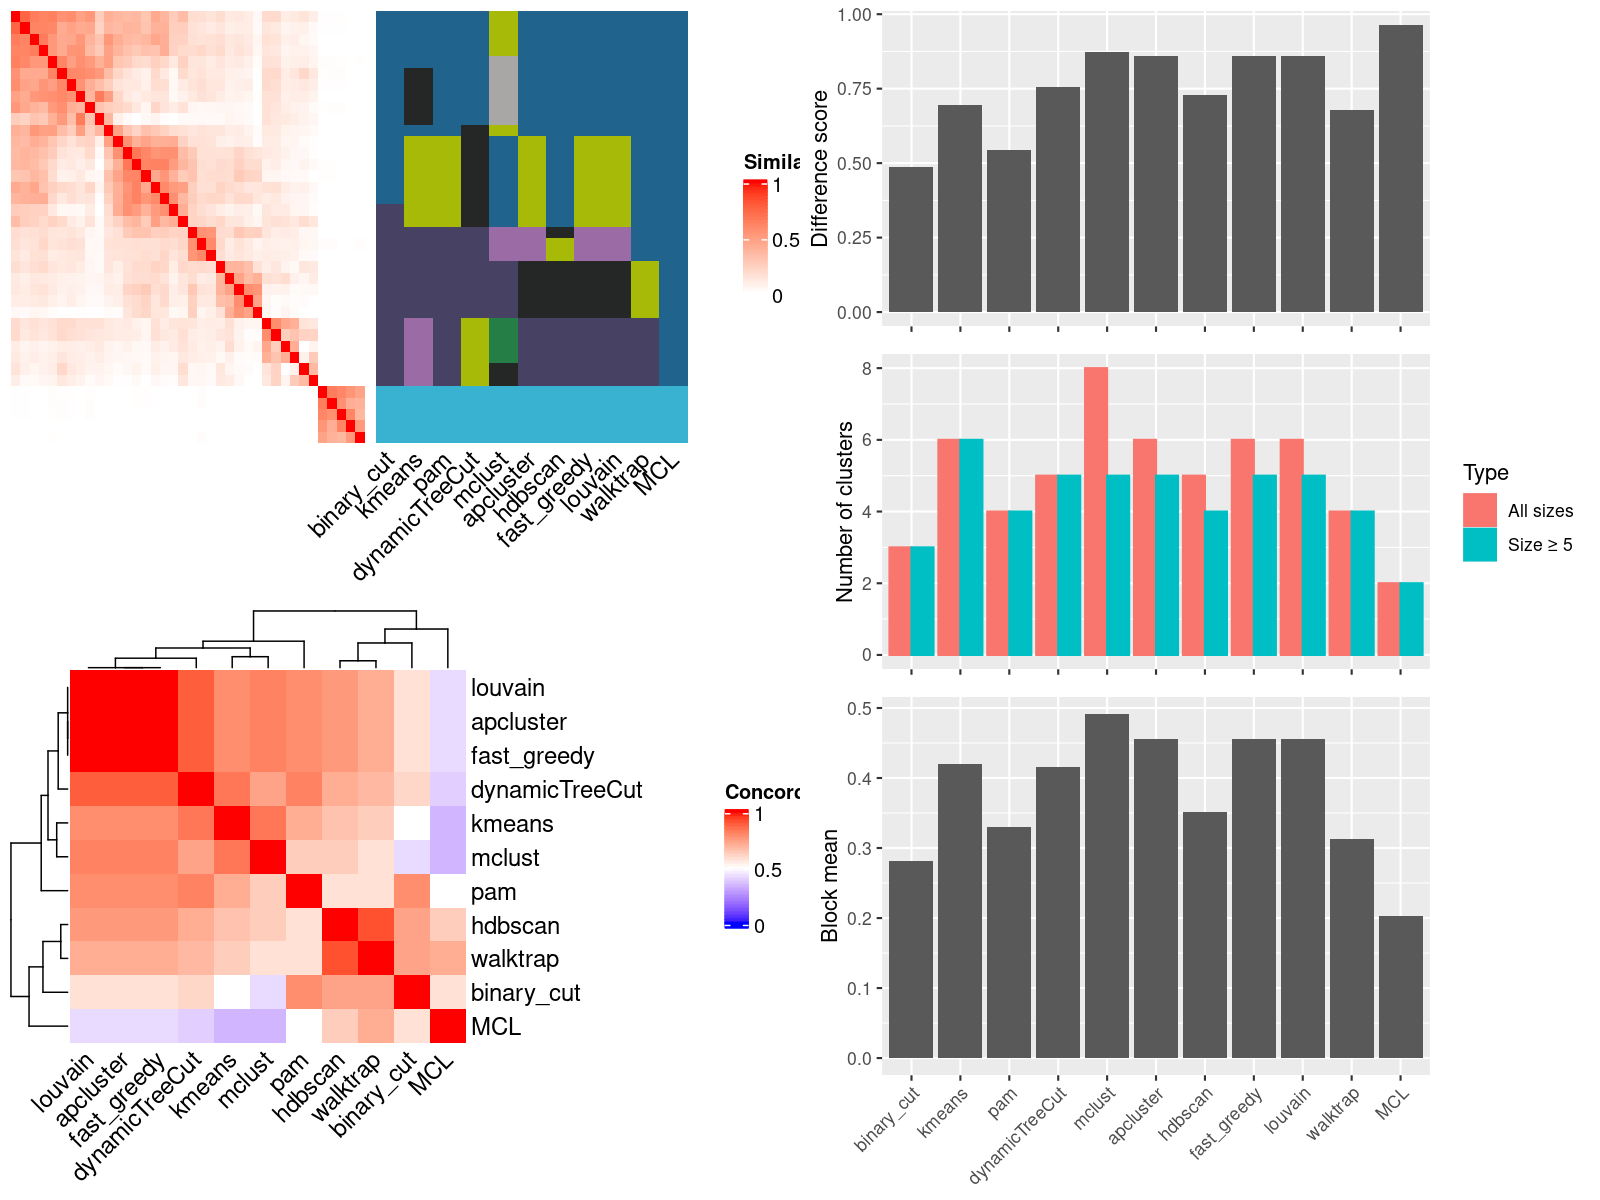 Simila
1
0.5
0
binary_cut
kmeans
pam
dynamicTreeCut
mclust
apcluster
hdbscan
fast_greedy
louvain
walktrap
MCL
louvain
apcluster
fast_greedy
dynamicTreeCut
kmeans
mclust
pam
hdbscan
walktrap
binary_cut
MCL
Concord
1
0.5
0
louvain
apcluster
fast_greedy
dynamicTreeCut
kmeans
mclust
pam
hdbscan
walktrap
binary_cut
MCL
Difference score
1.00
0.75
0.50
0.25
0.00
Number of clusters
8
6
4
2
0
Type
All sizes
Size ≥ 5
Block mean
0.5
0.4
0.3
0.2
0.1
0.0
binary_cut
kmeans
pam
dynamicTreeCut
mclust
apcluster
hdbscan
fast_greedy
louvain
walktrap
MCL